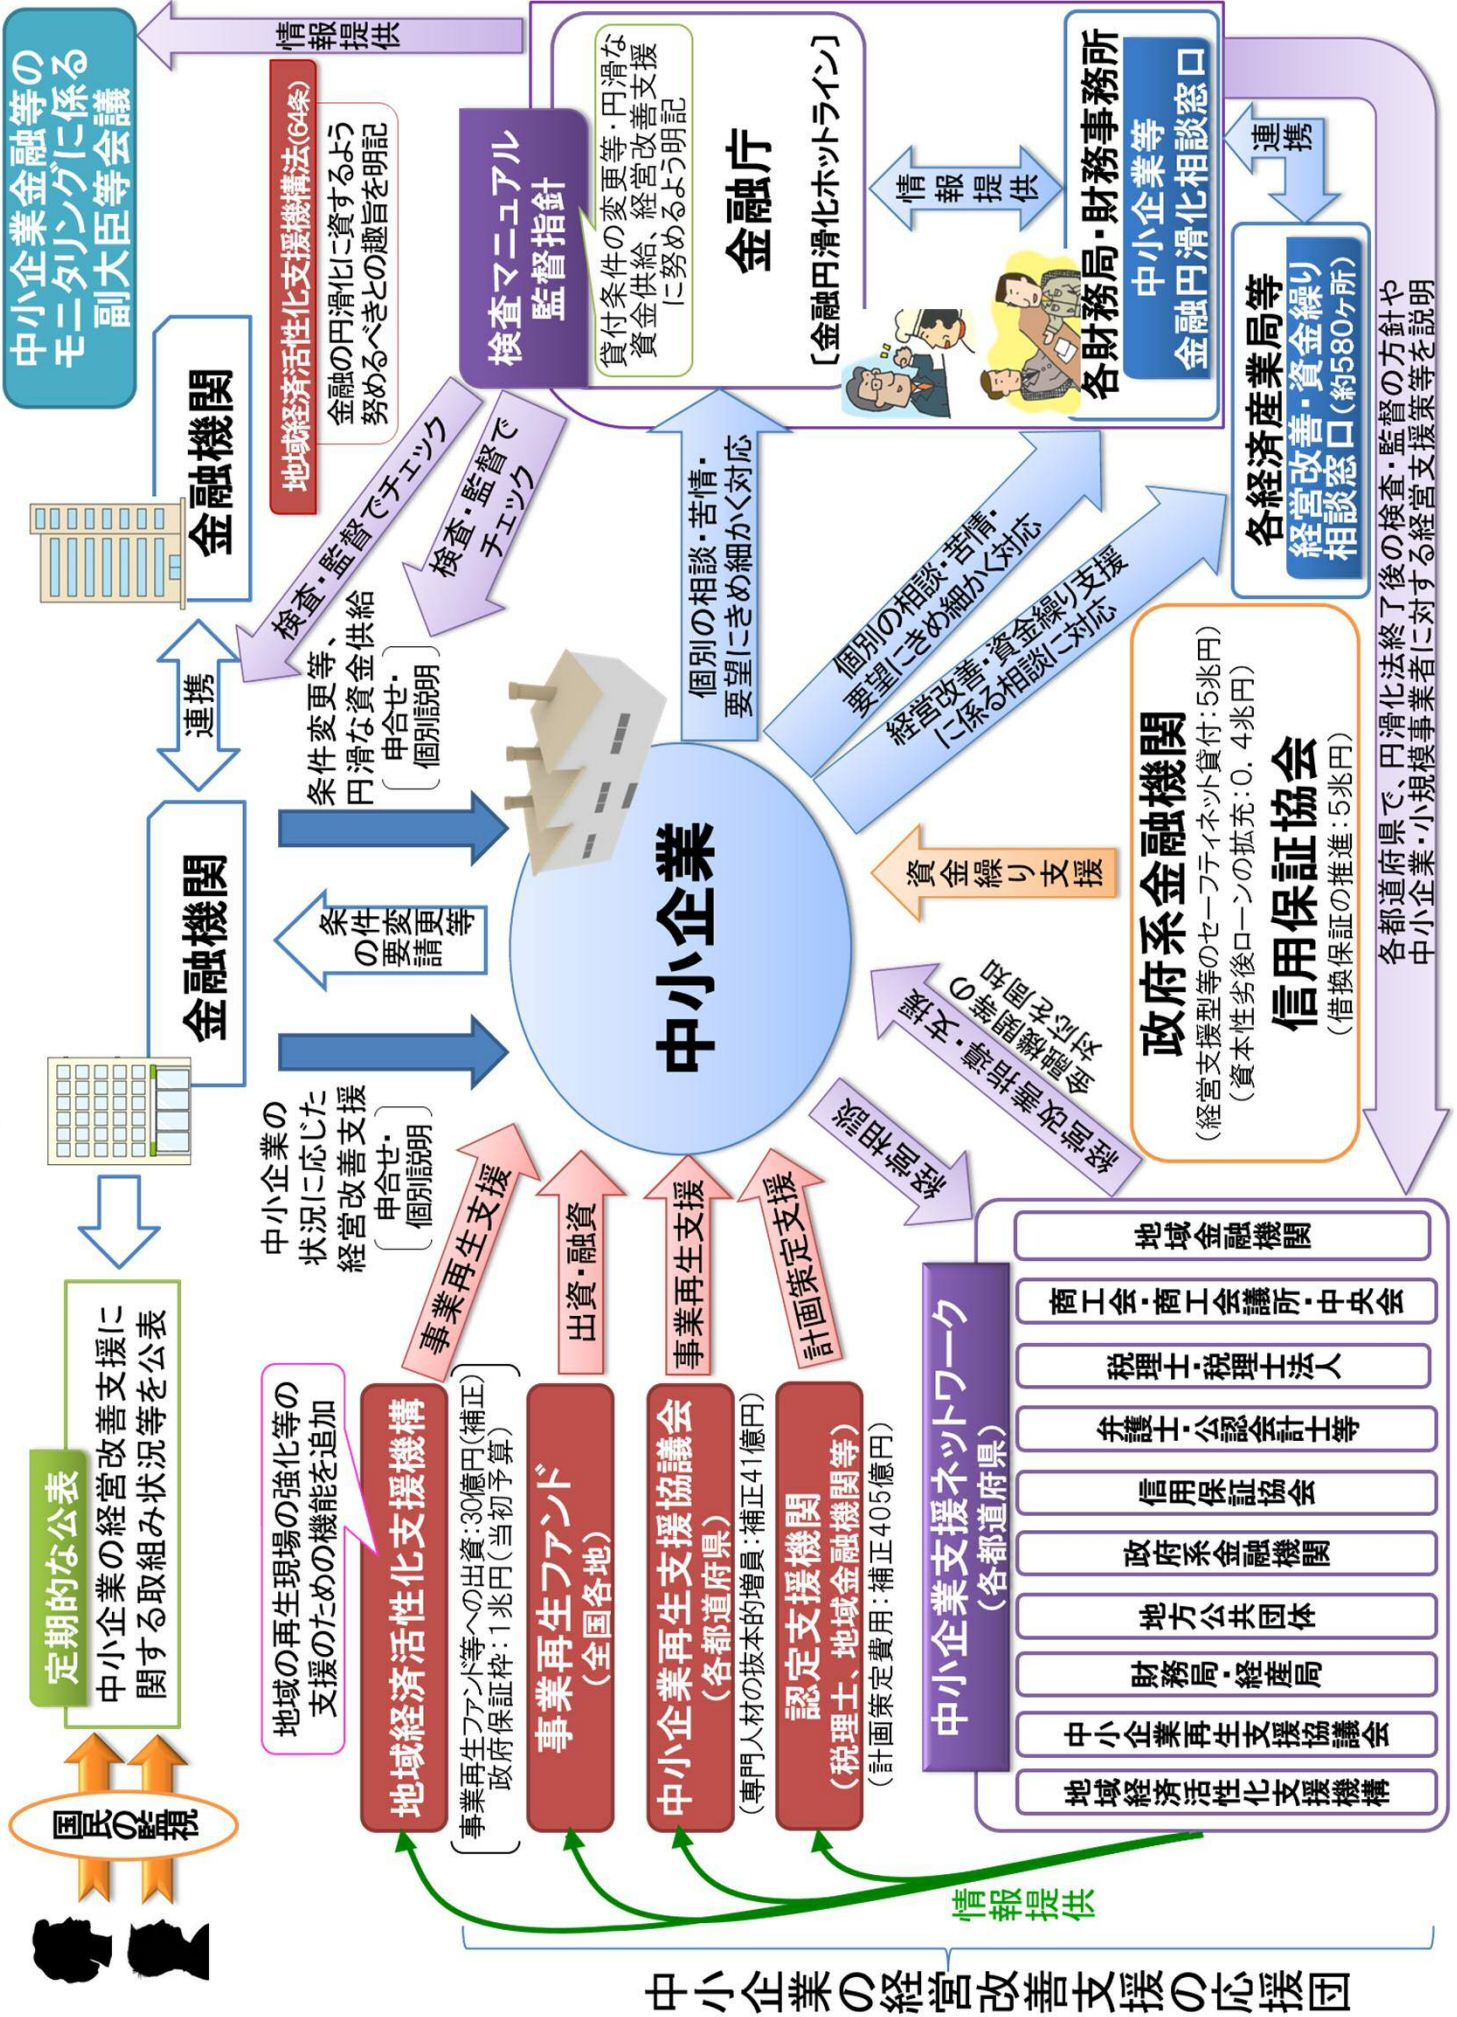 国民の監視
定期的な公表
中小企業の経営改善支援に
関する取組み状況等を公表
金融機関
連携
金融機関
中小企業金融等の
モニタリングに係る
副大臣等会議
情報提供
地域経済活性化支援機構法(64条)
金融の円滑化に資するよう
努めるべきとの趣旨を明記
中小企業の
状況に応じた
経営改善支援
申合せ・
個別説明
条件変更等
の要請
条件変更等、
円滑な資金供給
申合せ・
個別説明
検査・監督でチェック
検査・監督で
チェック
検査マニュアル
監督指針
貸付条件の変更等・円滑な
資金供給、経営改善支援
に努めるよう明記
金融庁
〔金融円滑化ホットライン〕
情報提供
各財務局・財務事務所
中小企業等
金融円滑化相談窓口
連携
各経済産業局等
経営改善・資金繰り
相談窓口(約580ヶ所)
地域の再生現場の強化等の
支援のための機能を追加
地域経済活性化支援機構
事業再生ファンド等への出資:30億円(補正)
政府保証枠:1兆円(当初予算)
事業再生支援
事業再生ファンド
(全国各地)
出資・融資
中小企業再生支援協議会
(各都道府県)
(専門人材の抜本的増員:補正41億円)
事業再生支援
認定支援機関
(税理士、地域金融機関等)
(計画策定費用:補正405億円)
計画策定支援
中小企業
個別の相談・苦情・
要望にきめ細かく対応
個別の相談・苦情・
要望にきめ細かく対応
経営改善・資金繰り支援
に係る相談に対応
資金繰り支援
政府系金融機関
(経営支援型等のセーフティネット貸付:5兆円)
(資本性劣後ローンの拡充:0.4兆円)
信用保証協会
(借換保証の推進:5兆円)
経営相談
経営改善指導・支援
金融機関等の
対応を周知
中小企業支援ネットワーク
(各都道府県)
地域経済活性化支援機構
中小企業再生支援協議会
財務局・経産局
地方公共団体
政府系金融機関
信用保証協会
弁護士・公認会計士等
税理士・税理士法人
商工会・商工会議所・中央会
地域金融機関
各都道府県で、円滑化法終了後の検査・監督の方針や
中小企業・小規模事業者に対する経営支援策等を説明
情報提供
中小企業の経営改善支援の応援団